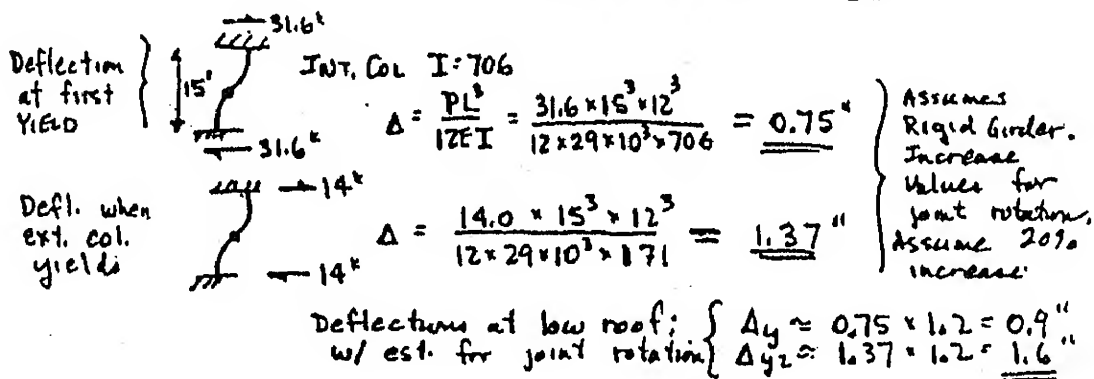 31.6ᵏ
Deflection
at first
YIELD
15'
INT. COL I = 706
Δ = PL³/12EI = 31.6 × 15³ × 12³/12 × 29 × 10³ × 706 = 0.75"
31.6ᵏ
Assumes
Rigid Girder.
Increase
Values for
joint rotation.
Assume 20%
increase.
14ᵏ
Defl. when
ext. col.
yields
Δ = 14.0 × 15³ × 12³/12 × 29 × 10³ × 171 = 1.37"
14ᵏ
Deflections at low roof;
w/ est. for joint rotation
Δy ≈ 0.75 × 1.2 = 0.9"
Δy2 ≈ 1.37 × 1.2 = 1.6"